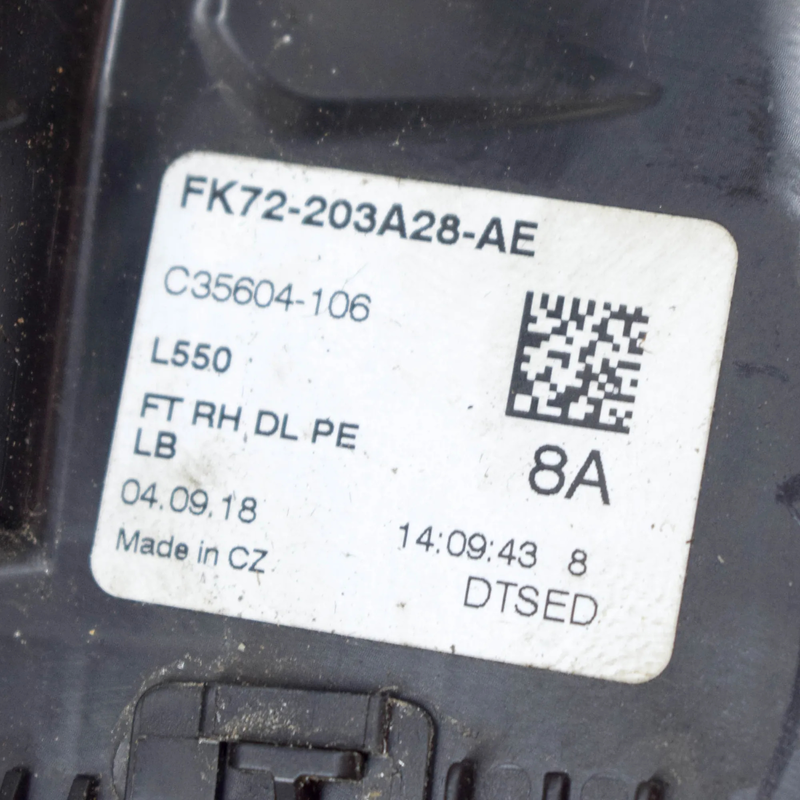 FK72-203A28-AE
C35604-106
L550
FT RH DL PE
LB
8A
04.09.18
14:09:43 8
Made in CZ
DTSED